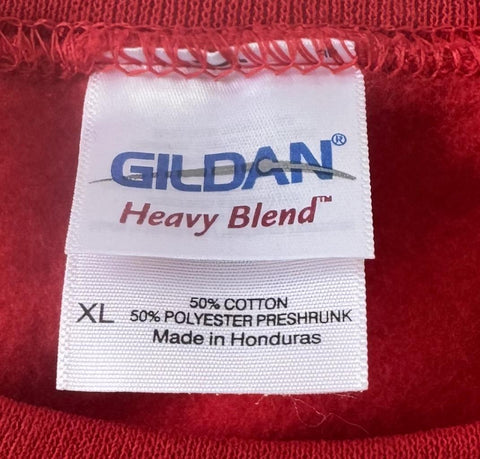 GILDAN®
Heavy Blend™
XL
50% COTTON
50% POLYESTER PRESHRUNK
Made in Honduras